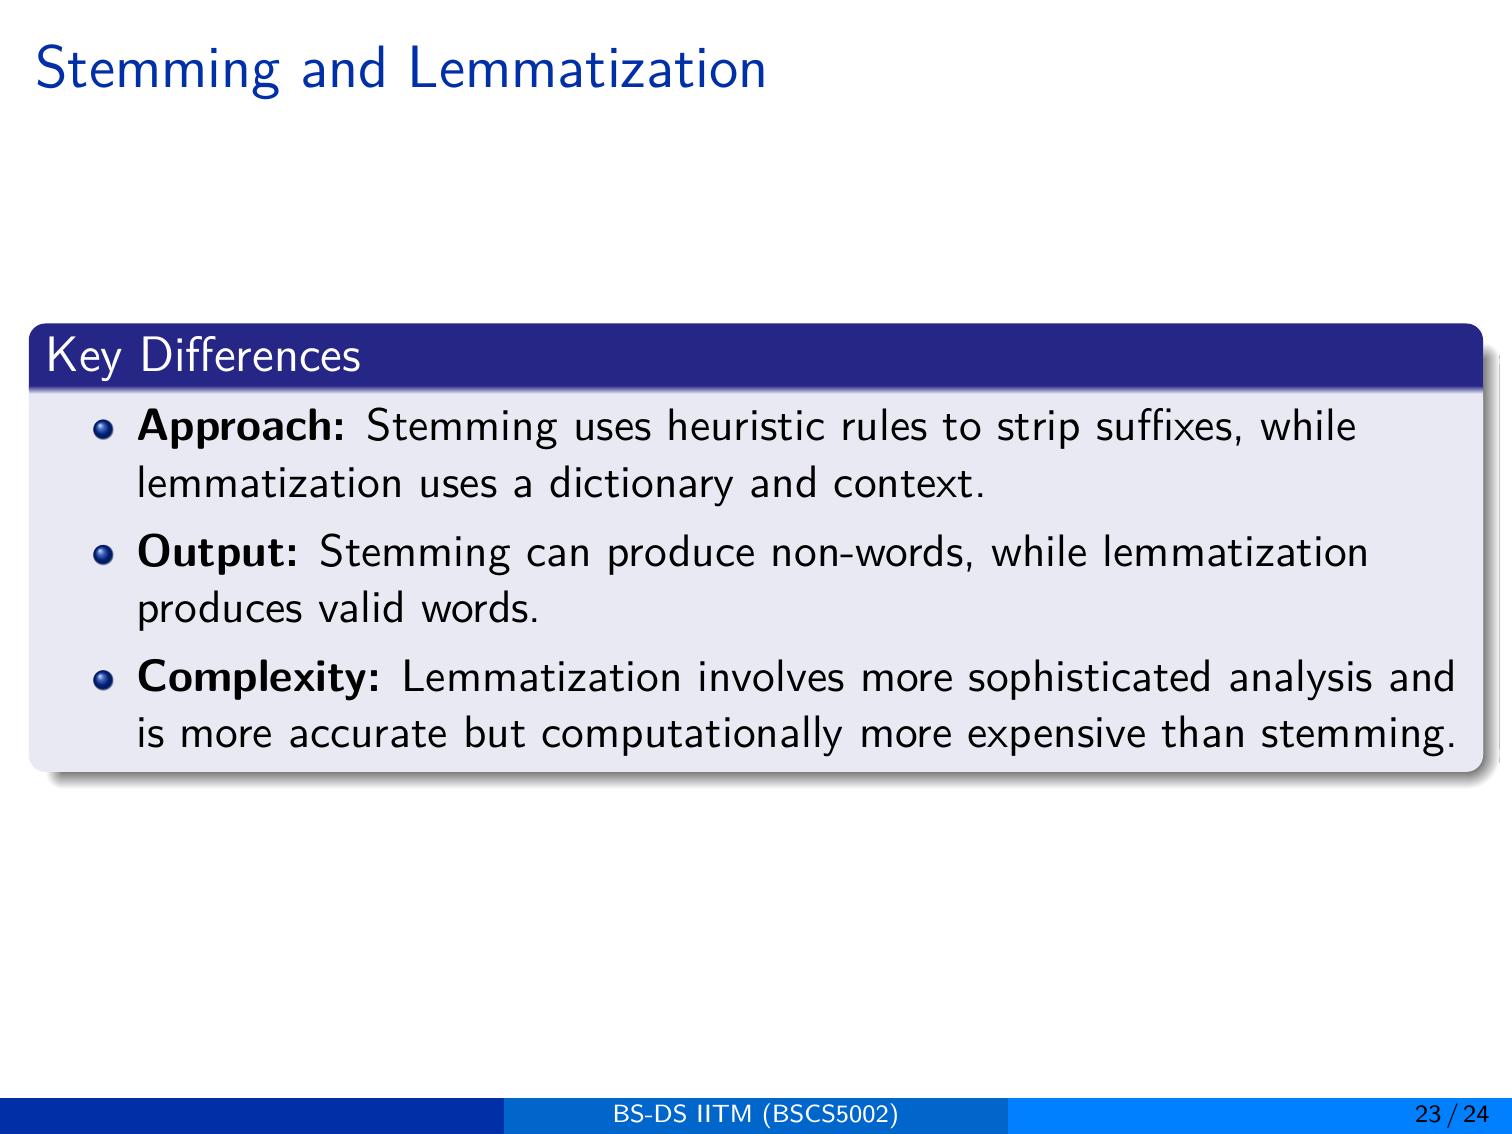 Stemming and Lemmatization
Key Differences
Approach: Stemming uses heuristic rules to strip suffixes, while
lemmatization uses a dictionary and context.
Output: Stemming can produce non-words, while lemmatization
produces valid words.
Complexity: Lemmatization involves more sophisticated analysis and
is more accurate but computationally more expensive than stemming.
BS-DS IITM (BSCS5002)
23 / 24